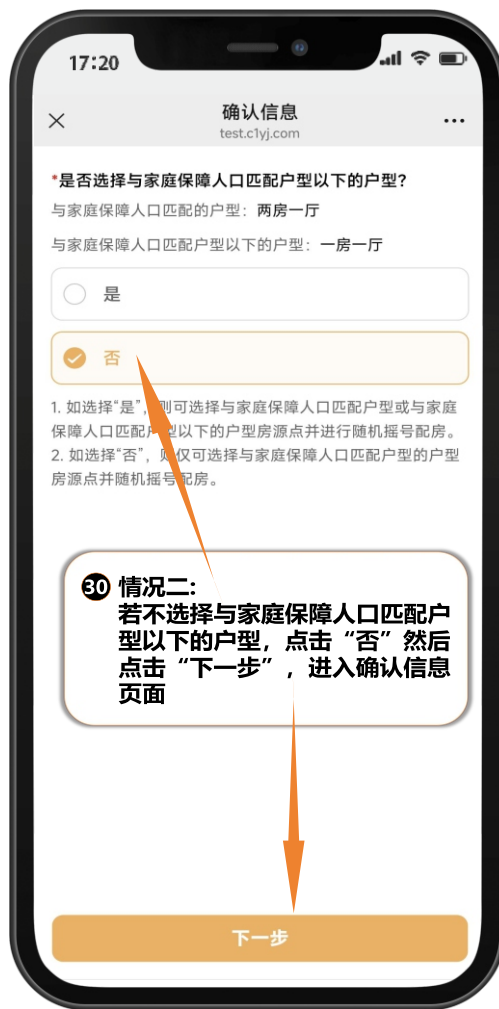 17:20
确认信息
test.c1yj.com
*是否选择与家庭保障人口匹配户型以下的户型?
与家庭保障人口匹配的户型：两房一厅
与家庭保障人口匹配户型以下的户型：一房一厅
是
否
1. 如选择“是”，则可选择与家庭保障人口匹配户型或与家庭
保障人口匹配户型以下的户型房源点并进行随机摇号配房。
2. 如选择“否”，则仅可选择与家庭保障人口匹配户型的户型
房源点并随机摇号配房。
30 情况二:
若不选择与家庭保障人口匹配户
型以下的户型，点击“否”然后
点击“下一步”，进入确认信息
页面
下一步